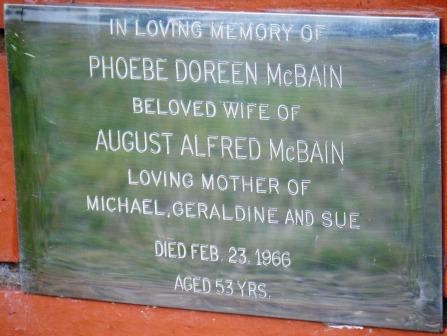 IN LOVING MEMORY OF
PHOEBE DOREEN McBAIN
BELOVED WIFE OF
AUGUST ALFRED McBAIN
LOVING MOTHER OF
MICHAEL, GERALDINE AND SUE
DIED FEB. 23. 1966
AGED 53 YRS.